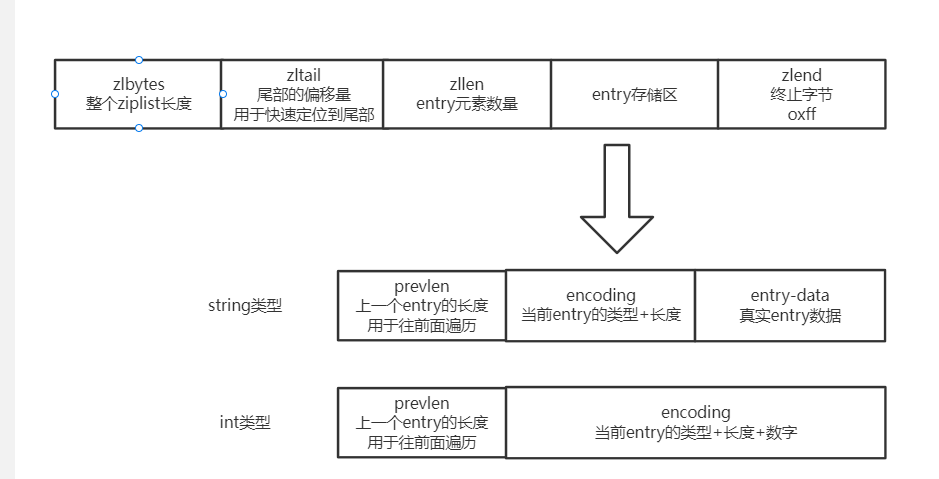 zlbytes
整个ziplist长度
zltail
尾部的偏移量
用于快速定位到尾部
zllen
entry元素数量
entry存储区
zlend
终止字节
oxff
string类型
prevlen
上一个entry的长度
用于往前面遍历
encoding
当前entry的类型+长度
entry-data
真实entry数据
int类型
prevlen
上一个entry的长度
用于往前面遍历
encoding
当前entry的类型+长度+数字